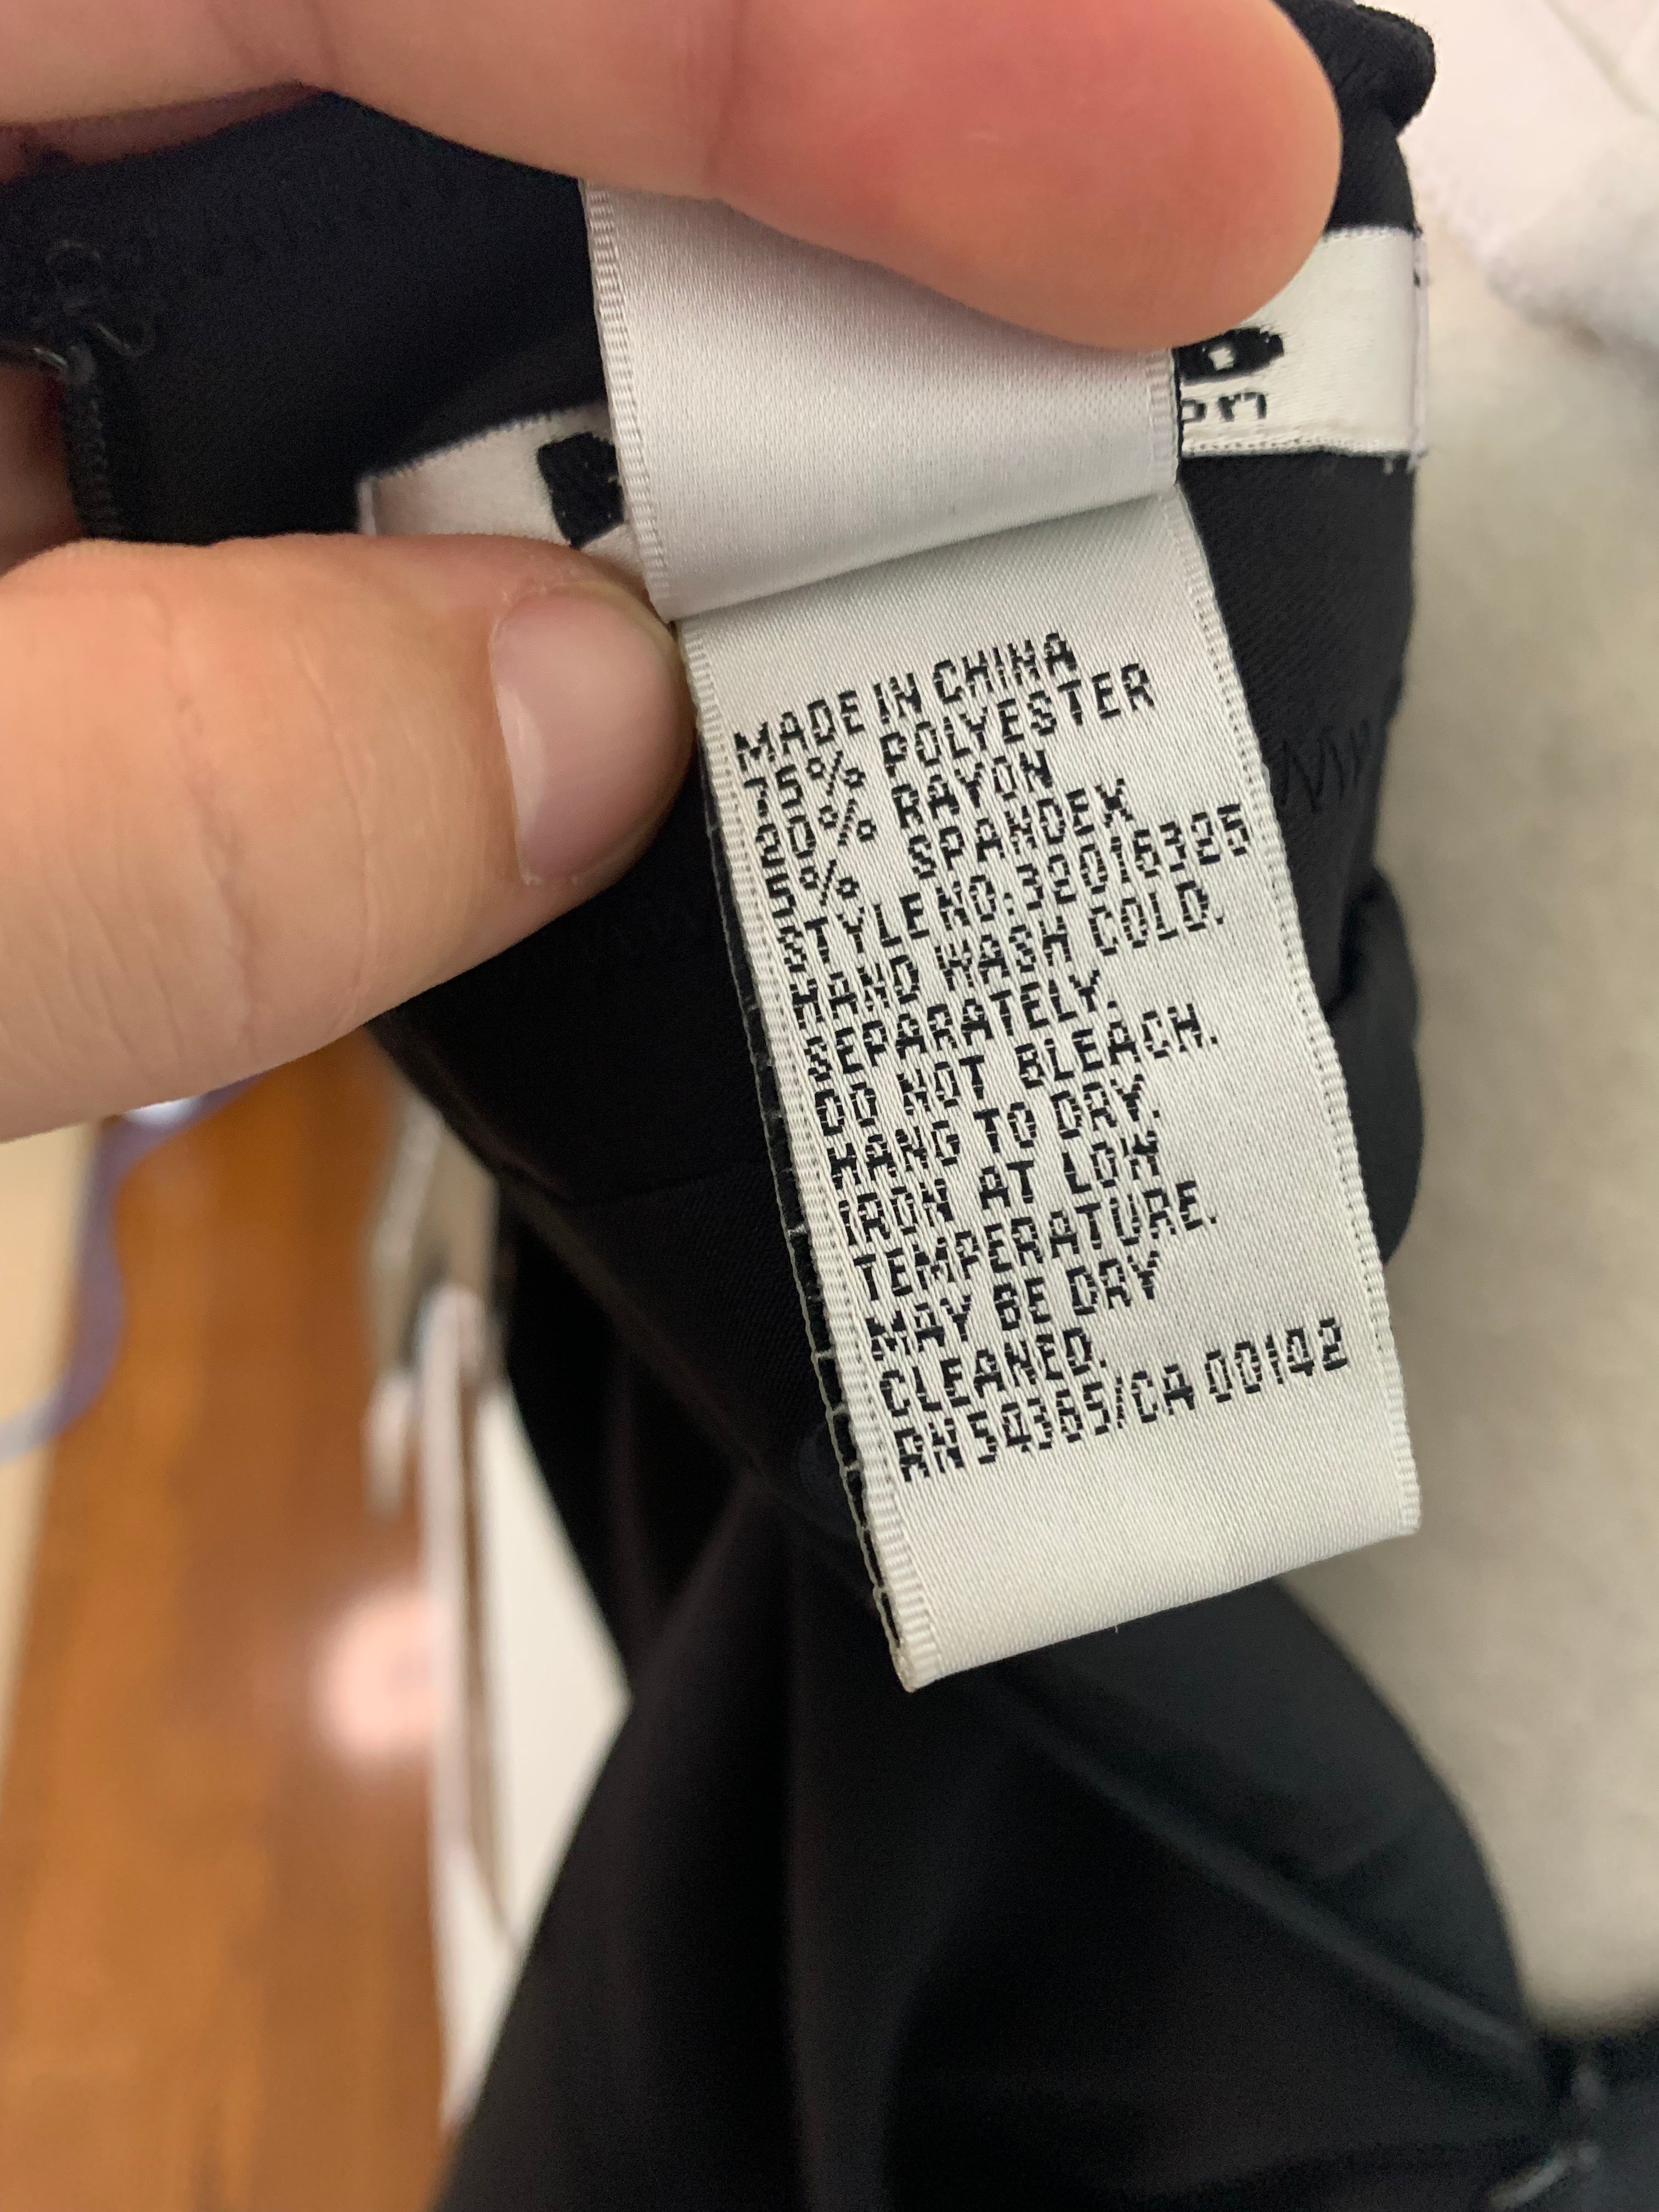 MADE IN CHINA
75% POLYESTER
20% RAYON
5% SPANDEX
STYLE NO:32016325
HAND WASH COLD.
SEPARATELY.
DO NOT BLEACH.
HANG TO DRY.
IRON AT LOW
TEMPERATURE.
MAY BE DRY
CLEANED.
RN 54365/CA 00142